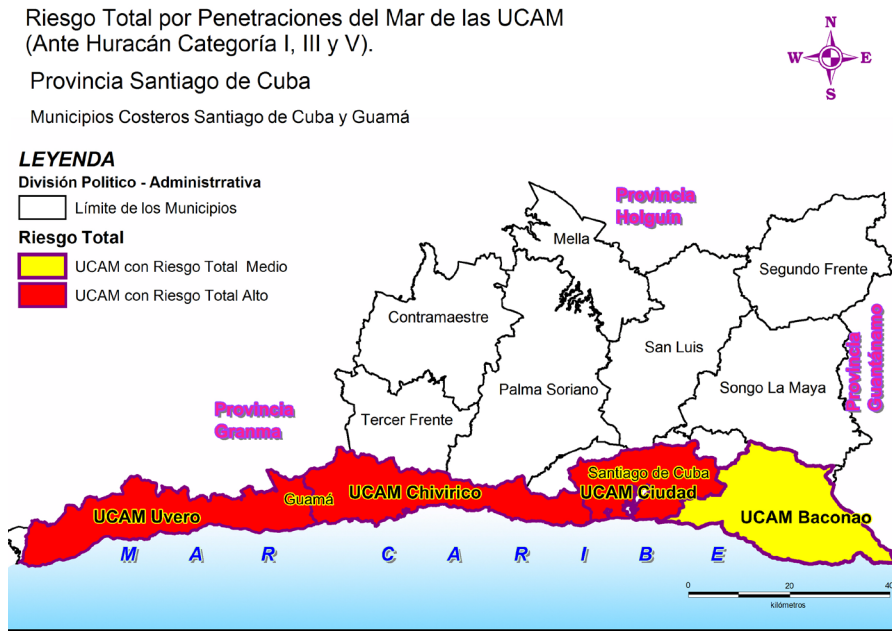 Riesgo Total por Penetraciones del Mar de las UCAM
(Ante Huracán Categoría I, III y V).
Provincia Santiago de Cuba
Municipios Costeros Santiago de Cuba y Guamá
N
W
E
S
LEYENDA
División Politico - Administrrativa
Límite de los Municipios
Riesgo Total
UCAM con Riesgo Total Medio
UCAM con Riesgo Total Alto
Provincia
Holguín
Mella
Segundo Frente
Contramaestre
San Luis
Provincia
Guantánamo
Palma Soriano
Songo La Maya
Provincia
Granma
Tercer Frente
Santiago de Cuba
Guamá
UCAM Chivirico
UCAM Ciudad
UCAM Uvero
UCAM Baconao
MAR CARIBE
0 20 40
kilómetros